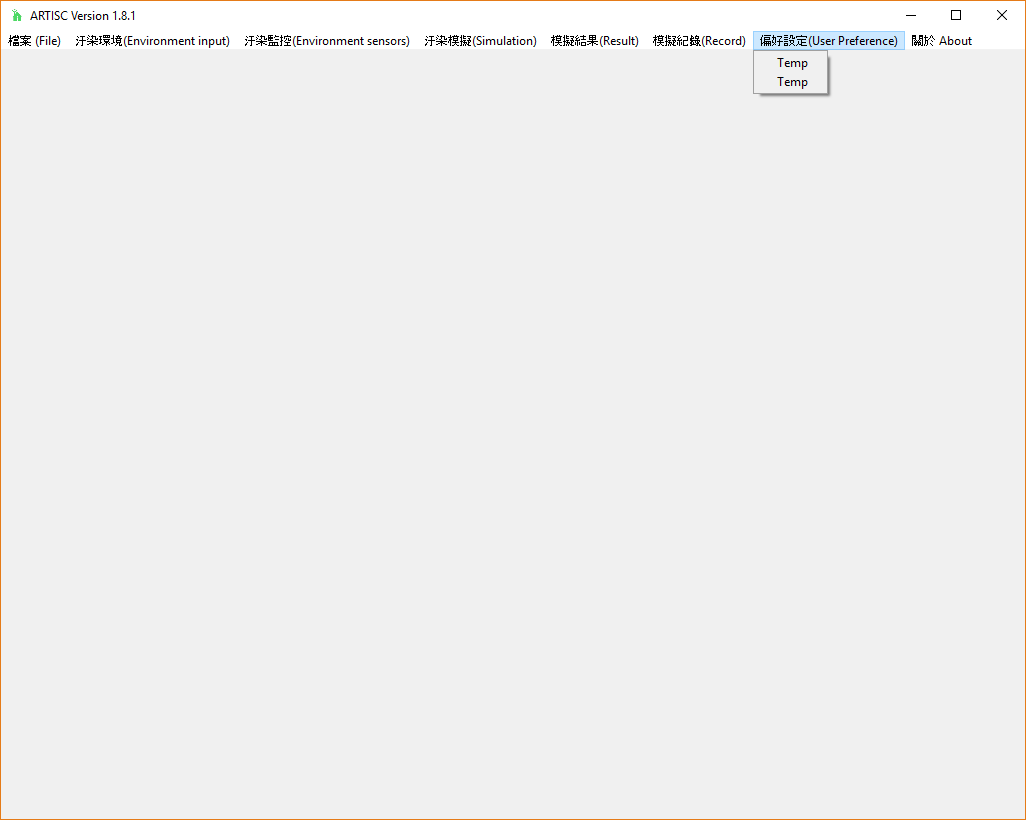 ARTISC Version 1.8.1
檔案 (File) 汙染環境(Environment input) 汙染監控(Environment sensors) 汙染模擬(Simulation) 模擬結果(Result) 模擬紀錄(Record) 偏好設定(User Preference) 關於 About
Temp
Temp